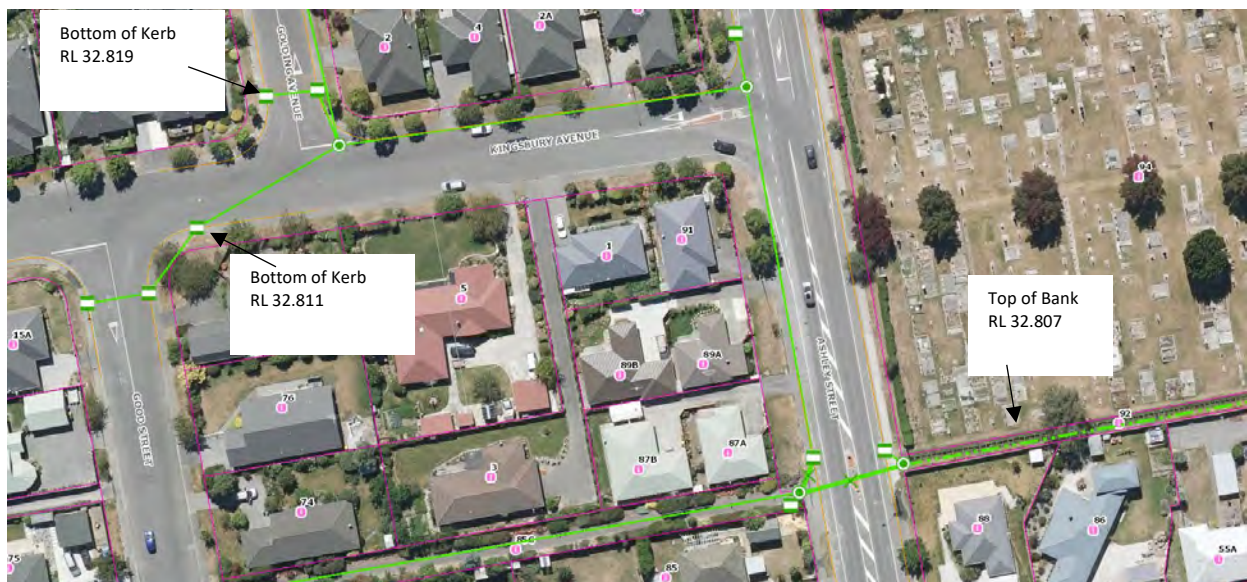 Bottom of Kerb
RL 32.819
GOLDING AVENUE
2
4
2A
KINGSBURY AVENUE
94
Bottom of Kerb
RL 32.811
1
91
5
Top of Bank
RL 32.807
15A
89B
89A
ASHLEY STREET
76
GOOD STREET
92
87B
87A
3
74
88
86
85C
85
55A
75